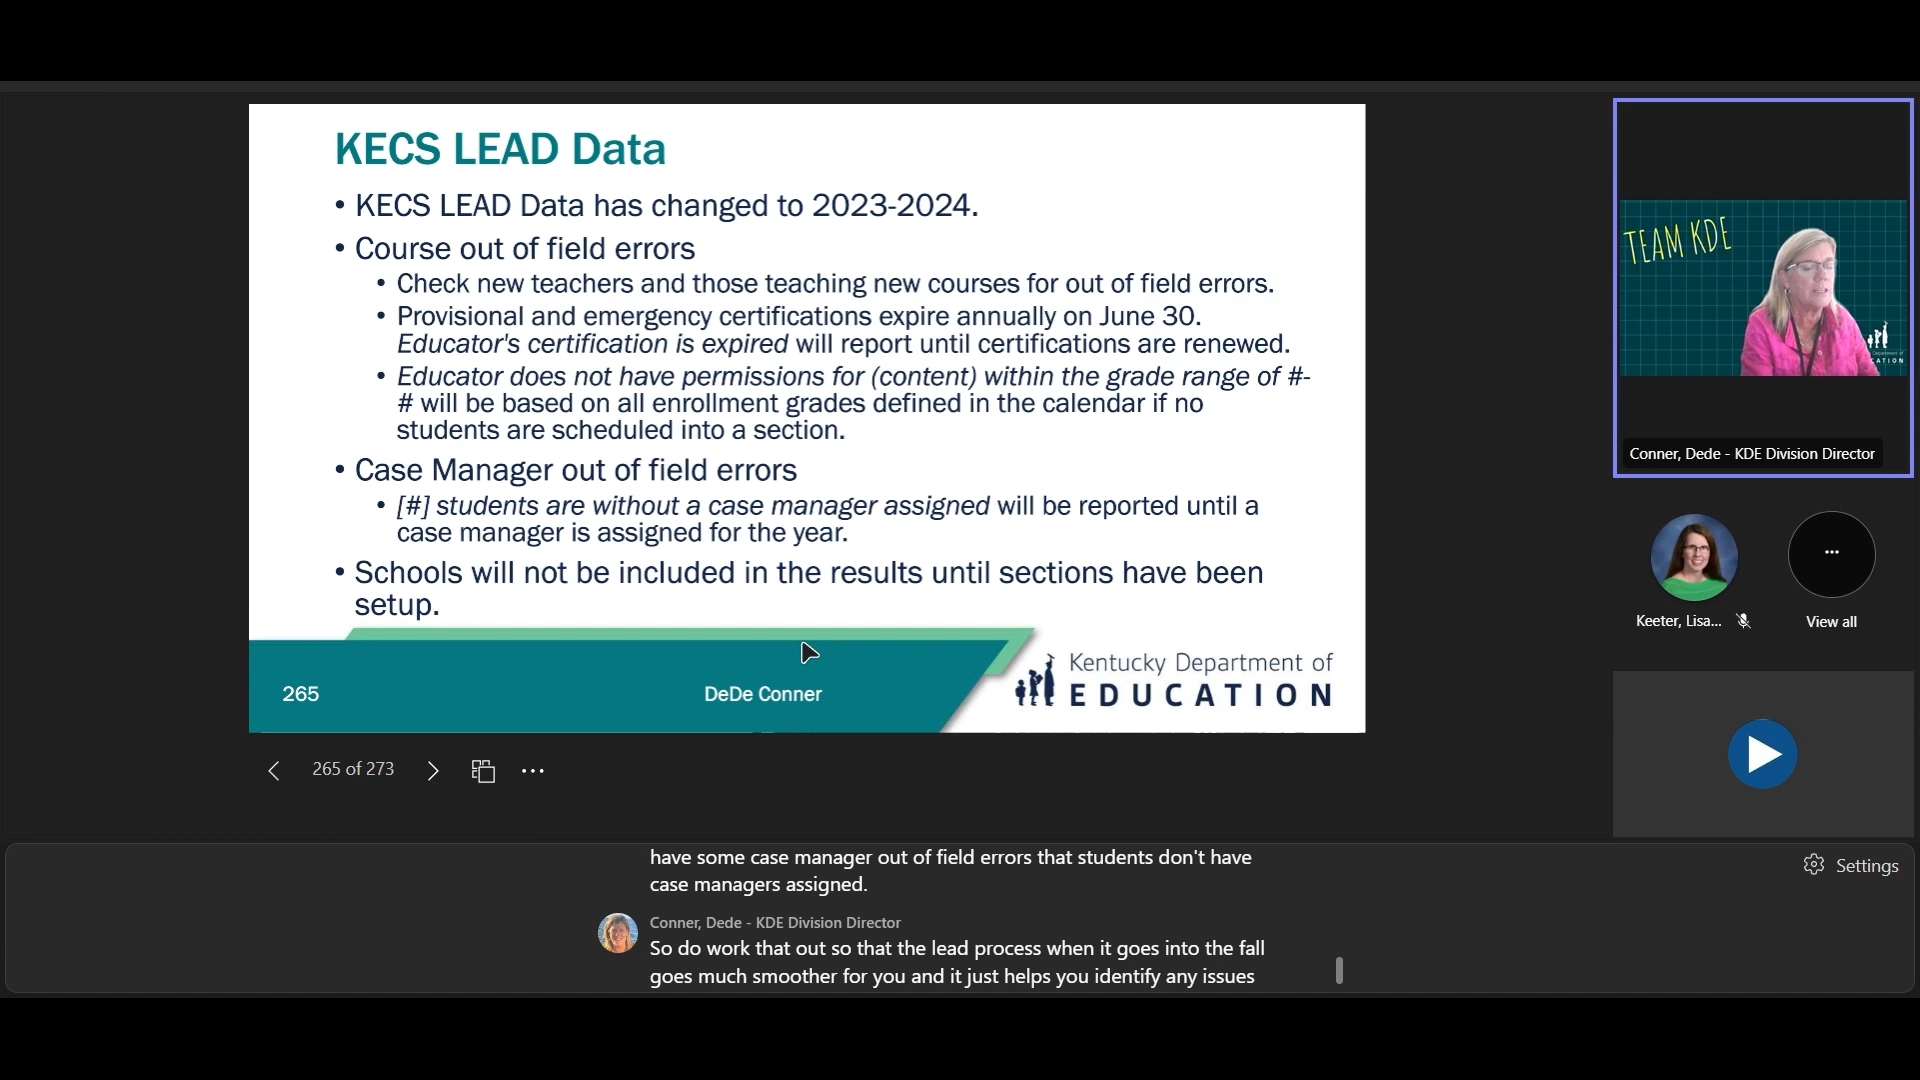 KECS LEAD Data
• KECS LEAD Data has changed to 2023-2024.
• Course out of field errors
• Check new teachers and those teaching new courses for out of field errors.
• Provisional and emergency certifications expire annually on June 30.
Educator's certification is expired will report until certifications are renewed.
• Educator does not have permissions for (content) within the grade range of #-
# will be based on all enrollment grades defined in the calendar if no
students are scheduled into a section.
• Case Manager out of field errors
• [#] students are without a case manager assigned will be reported until a
case manager is assigned for the year.
• Schools will not be included in the results until sections have been
setup.
265
DeDe Conner
Kentucky Department of
EDUCATION
265 of 273
TEAM KDE
Conner, Dede - KDE Division Director
Keeter, Lisa...
View all
have some case manager out of field errors that students don't have
case managers assigned.
Conner, Dede - KDE Division Director
So do work that out so that the lead process when it goes into the fall
goes much smoother for you and it just helps you identify any issues
Settings